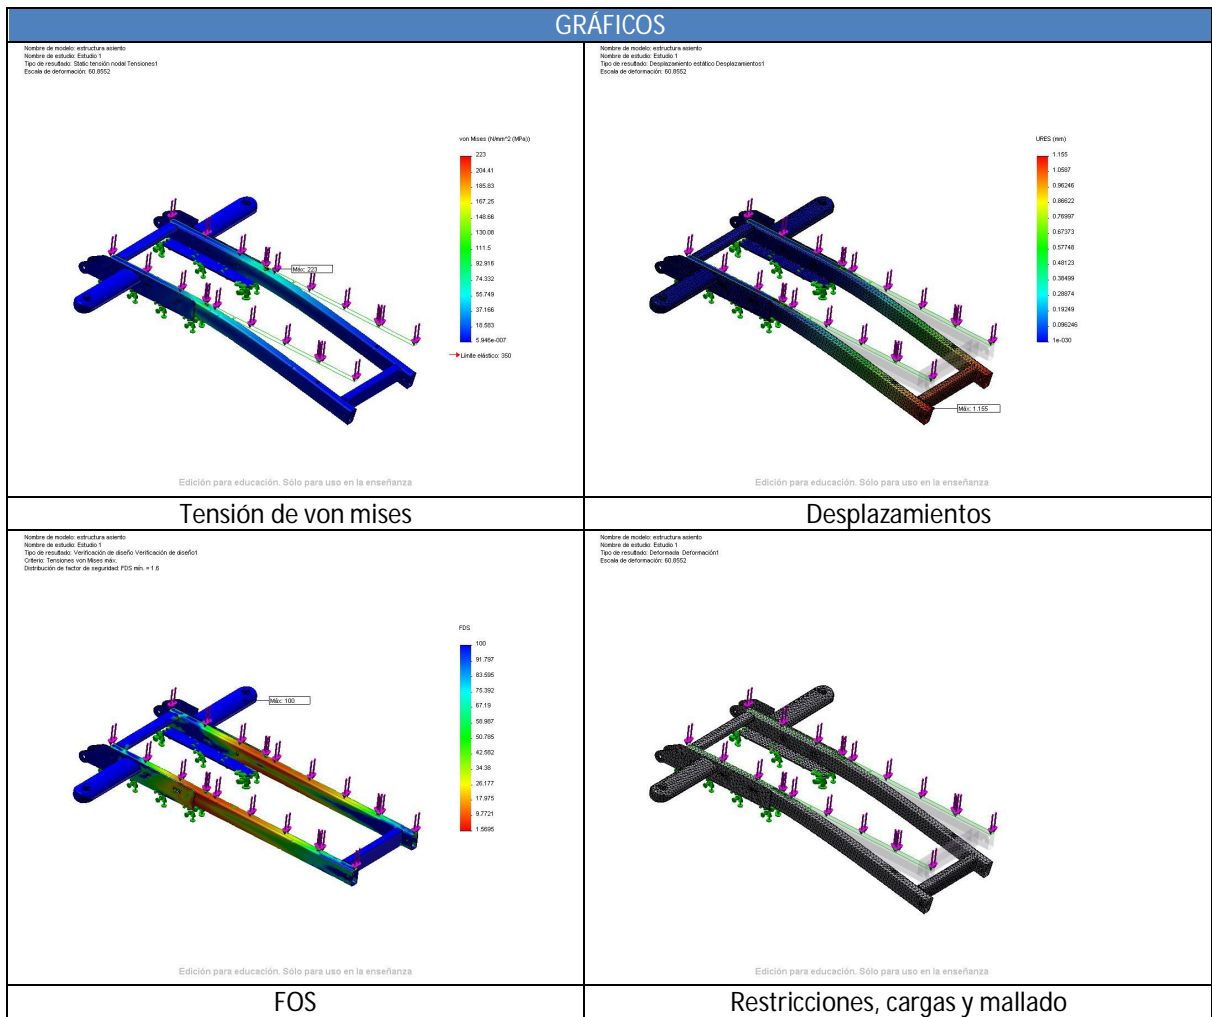 GRÁFICOS
Nombre de modelo: estructura asiento
Nombre de estudio: Estudio 1
Tipo de resultado: Static tensión nodal Tensiones1
Escala de deformación: 60.8552
von Mises (N/mm^2 (MPa))
223
204.41
185.83
167.25
148.66
130.08
111.5
92.916
74.332
55.749
37.166
18.583
5.946e-007
Límite elástico: 350
Máx: 223
Edición para educación. Sólo para uso en la enseñanza
Tensión de von mises
Nombre de modelo: estructura asiento
Nombre de estudio: Estudio 1
Tipo de resultado: Desplazamiento estático Desplazamientos1
Escala de deformación: 60.8552
URES (mm)
1.155
1.0587
0.96246
0.86622
0.76997
0.67373
0.57748
0.48123
0.38499
0.28874
0.19249
0.096246
1e-030
Máx: 1.155
Edición para educación. Sólo para uso en la enseñanza
Desplazamientos
Nombre de modelo: estructura asiento
Nombre de estudio: Estudio 1
Tipo de resultado: Verificación de diseño Verificación de diseño1
Criterio: Tensiones von Mises máx.
Distribución de factor de seguridad: FDS mín. = 1.6
FDS
100
91.797
83.595
75.392
67.19
58.987
50.785
42.582
34.38
26.177
17.975
9.7721
1.5695
Máx: 100
Edición para educación. Sólo para uso en la enseñanza
FOS
Nombre de modelo: estructura asiento
Nombre de estudio: Estudio 1
Tipo de resultado: Deformada Deformación1
Escala de deformación: 60.8552
Edición para educación. Sólo para uso en la enseñanza
Restricciones, cargas y mallado